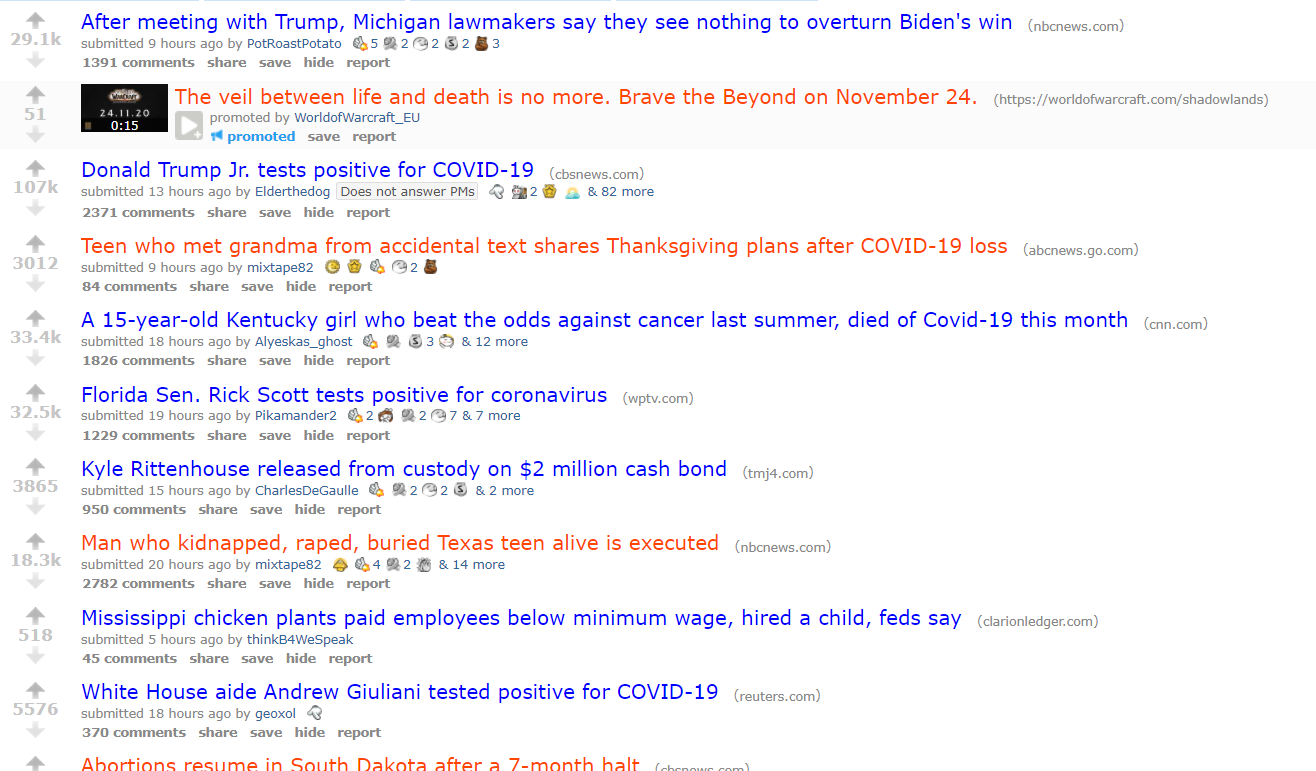 After meeting with Trump, Michigan lawmakers say they see nothing to overturn Biden's win (nbcnews.com)
29.1k
submitted 9 hours ago by PotRoastPotato 5 2 2 2 3
1391 comments share save hide report
The veil between life and death is no more. Brave the Beyond on November 24. (https://worldofwarcraft.com/shadowlands)
51
24.11.20
0:15
promoted by WorldofWarcraft_EU
promoted save report
Donald Trump Jr. tests positive for COVID-19 (cbsnews.com)
107k
submitted 13 hours ago by Elderthedog Does not answer PMs 2 & 82 more
2371 comments share save hide report
Teen who met grandma from accidental text shares Thanksgiving plans after COVID-19 loss (abcnews.go.com)
3012
submitted 9 hours ago by mixtape82 2
84 comments share save hide report
A 15-year-old Kentucky girl who beat the odds against cancer last summer, died of Covid-19 this month (cnn.com)
33.4k
submitted 18 hours ago by Alyeskas_ghost 3 & 12 more
1826 comments share save hide report
Florida Sen. Rick Scott tests positive for coronavirus (wptv.com)
32.5k
submitted 19 hours ago by Pikamander2 2 2 7 & 7 more
1229 comments share save hide report
Kyle Rittenhouse released from custody on $2 million cash bond (tmj4.com)
3865
submitted 15 hours ago by CharlesDeGaulle 2 2 & 2 more
950 comments share save hide report
Man who kidnapped, raped, buried Texas teen alive is executed (nbcnews.com)
18.3k
submitted 20 hours ago by mixtape82 4 2 & 14 more
2782 comments share save hide report
Mississippi chicken plants paid employees below minimum wage, hired a child, feds say (clarionledger.com)
518
submitted 5 hours ago by thinkB4WeSpeak
45 comments share save hide report
White House aide Andrew Giuliani tested positive for COVID-19 (reuters.com)
5576
submitted 18 hours ago by geoxol
370 comments share save hide report
Abortions resume in South Dakota after a 7-month halt (cbsnews.com)